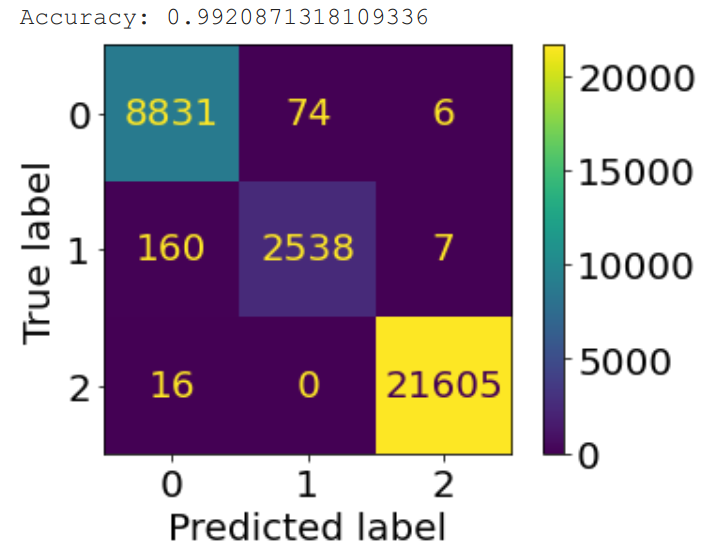 Accuracy: 0.9920871318109336
True label
0
8831 74 6
1
160 2538 7
2
16 0 21605
0 1 2
Predicted label
20000
15000
10000
5000
0